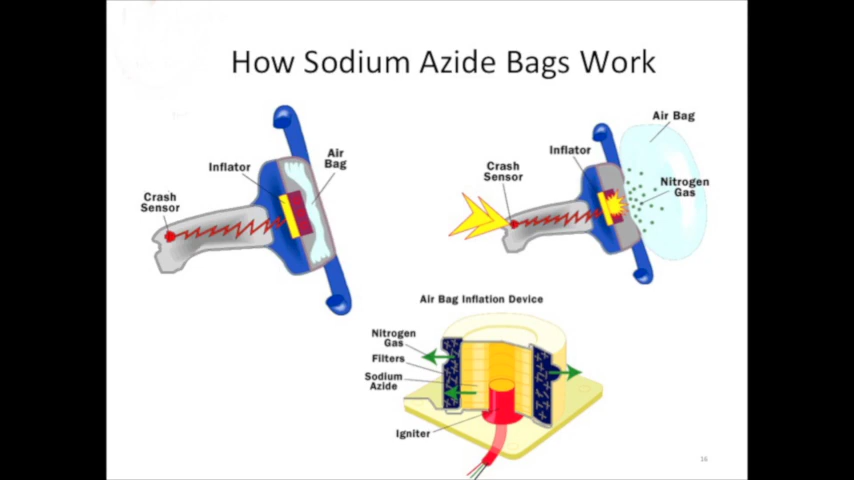 How Sodium Azide Bags Work
Air
Bag
Inflator
Crash
Sensor
Air Bag
Inflator
Crash
Sensor
Nitrogen
Gas
Air Bag Inflation Device
Nitrogen
Gas
Filters
Sodium
Azide
Igniter
16